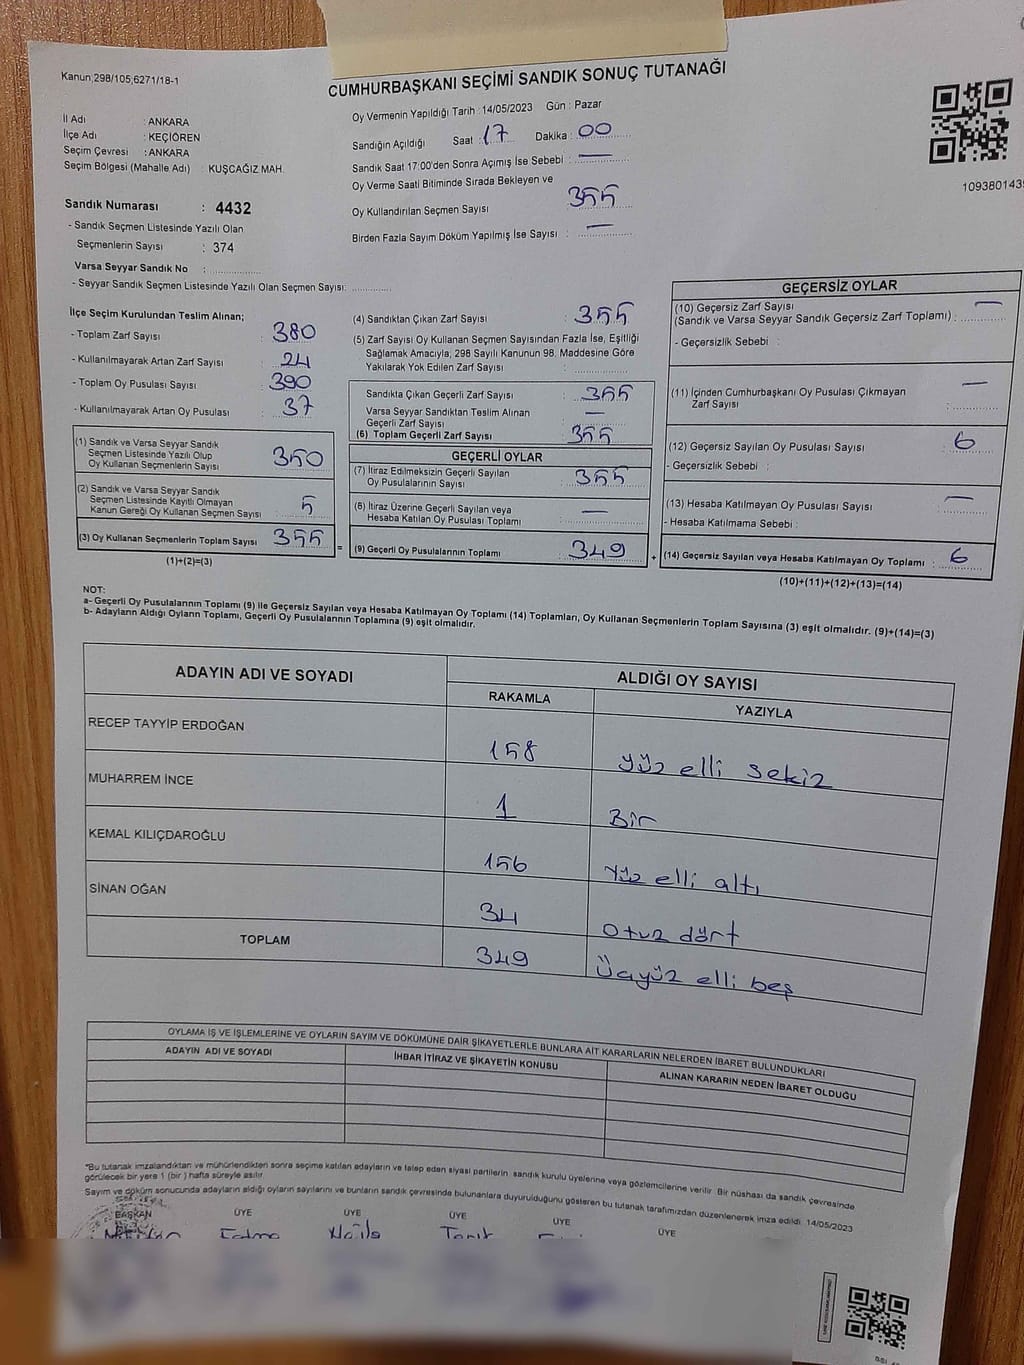 Kanun;298/105;6271/18-1
CUMHURBAŞKANI SEÇİMİ SANDIK SONUÇ TUTANAĞI
İl Adı : ANKARA
İlçe Adı : KEÇİÖREN
Seçim Çevresi : ANKARA
Seçim Bölgesi (Mahalle Adı) : KUŞCAĞIZ MAH.
Sandık Numarası : 4432
- Sandık Seçmen Listesinde Yazılı Olan
Seçmenlerin Sayısı : 374
Varsa Seyyar Sandık No :
- Seyyar Sandık Seçmen Listesinde Yazılı Olan Seçmen Sayısı:
Oy Vermenin Yapıldığı Tarih : 14/05/2023 Gün : Pazar
Sandığın Açıldığı Saat : 17 Dakika : 00
Sandık Saat 17:00'den Sonra Açımış İse Sebebi : —
Oy Verme Saati Bitiminde Sırada Bekleyen ve
Oy Kullandırılan Seçmen Sayısı 355
Birden Fazla Sayım Döküm Yapılmış İse Sayısı : —
İlçe Seçim Kurulundan Teslim Alınan;
- Toplam Zarf Sayısı : 380
- Kullanılmayarak Artan Zarf Sayısı : 24
- Toplam Oy Pusulası Sayısı : 390
- Kullanılmayarak Artan Oy Pusulası : 37
(1) Sandık ve Varsa Seyyar Sandık
Seçmen Listesinde Yazılı Olup
Oy Kullanan Seçmenlerin Sayısı : 350
(2) Sandık ve Varsa Seyyar Sandık
Seçmen Listesinde Kayıtlı Olmayan
Kanun Gereği Oy Kullanan Seçmen Sayısı : 5
(3) Oy Kullanan Seçmenlerin Toplam Sayısı : 355
(1)+(2)=(3)
(4) Sandıktan Çıkan Zarf Sayısı : 355
(5) Zarf Sayısı Oy Kullanan Seçmen Sayısından Fazla İse, Eşitliği
Sağlamak Amacıyla, 298 Sayılı Kanunun 98. Maddesine Göre
Yakılarak Yok Edilen Zarf Sayısı :
Sandıkta Çıkan Geçerli Zarf Sayısı : 355
Varsa Seyyar Sandıktan Teslim Alınan
Geçerli Zarf Sayısı : —
(6) Toplam Geçerli Zarf Sayısı : 355
GEÇERLİ OYLAR
(7) İtiraz Edilmeksizin Geçerli Sayılan
Oy Pusulalarının Sayısı : 355
(8) İtiraz Üzerine Geçerli Sayılan veya
Hesaba Katılan Oy Pusulası Toplamı : —
= (9) Geçerli Oy Pusulalarının Toplamı : 349 +
GEÇERSİZ OYLAR
(10) Geçersiz Zarf Sayısı
(Sandık ve Varsa Seyyar Sandık Geçersiz Zarf Toplamı) : —
- Geçersizlik Sebebi :
(11) İçinden Cumhurbaşkanı Oy Pusulası Çıkmayan
Zarf Sayısı : —
(12) Geçersiz Sayılan Oy Pusulası Sayısı : 6
- Geçersizlik Sebebi :
(13) Hesaba Katılmayan Oy Pusulası Sayısı : —
- Hesaba Katılmama Sebebi :
(14) Geçersiz Sayılan veya Hesaba Katılmayan Oy Toplamı : 6
(10)+(11)+(12)+(13)=(14)
NOT:
a- Geçerli Oy Pusulalarının Toplamı (9) ile Geçersiz Sayılan veya Hesaba Katılmayan Oy Toplamı (14) Toplamları, Oy Kullanan Seçmenlerin Toplam Sayısına (3) eşit olmalıdır. (9)+(14)=(3)
b- Adayların Aldığı Oyların Toplamı, Geçerli Oy Pusulalarının Toplamına (9) eşit olmalıdır.
ADAYIN ADI VE SOYADI ALDIĞI OY SAYISI
RAKAMLA YAZIYLA
RECEP TAYYİP ERDOĞAN 158 Yüz elli sekiz
MUHARREM İNCE 1 Bir
KEMAL KILIÇDAROĞLU 156 Yüz elli altı
SİNAN OĞAN 34 Otuz dört
TOPLAM 349 Üçyüz elli beş
OYLAMA İŞ VE İŞLEMLERİNE VE OYLARIN SAYIM VE DÖKÜMÜNE DAİR ŞİKAYETLERLE BUNLARA AİT KARARLARIN NELERDEN İBARET BULUNDUKLARI
ADAYIN ADI VE SOYADI İHBAR İTİRAZ VE ŞİKAYETİN KONUSU ALINAN KARARIN NEDEN İBARET OLDUĞU
*Bu tutanak imzalandıktan ve mühürlendikten sonra seçime katılan adayların ve talep eden siyasi partilerin sandık kurulu üyelerine veya gözlemcilerine verilir. Bir nüshası da sandık çevresinde
görülecek bir yere 1 (bir) hafta süreyle asılır.
Sayım ve döküm sonucunda adayların aldığı oyların sayılarını ve bunların sandık çevresinde bulunanlara duyurulduğunu gösteren bu tutanak tarafımızdan düzenlenerek imza edildi. 14/05/2023
BAŞKAN ÜYE ÜYE ÜYE ÜYE ÜYE